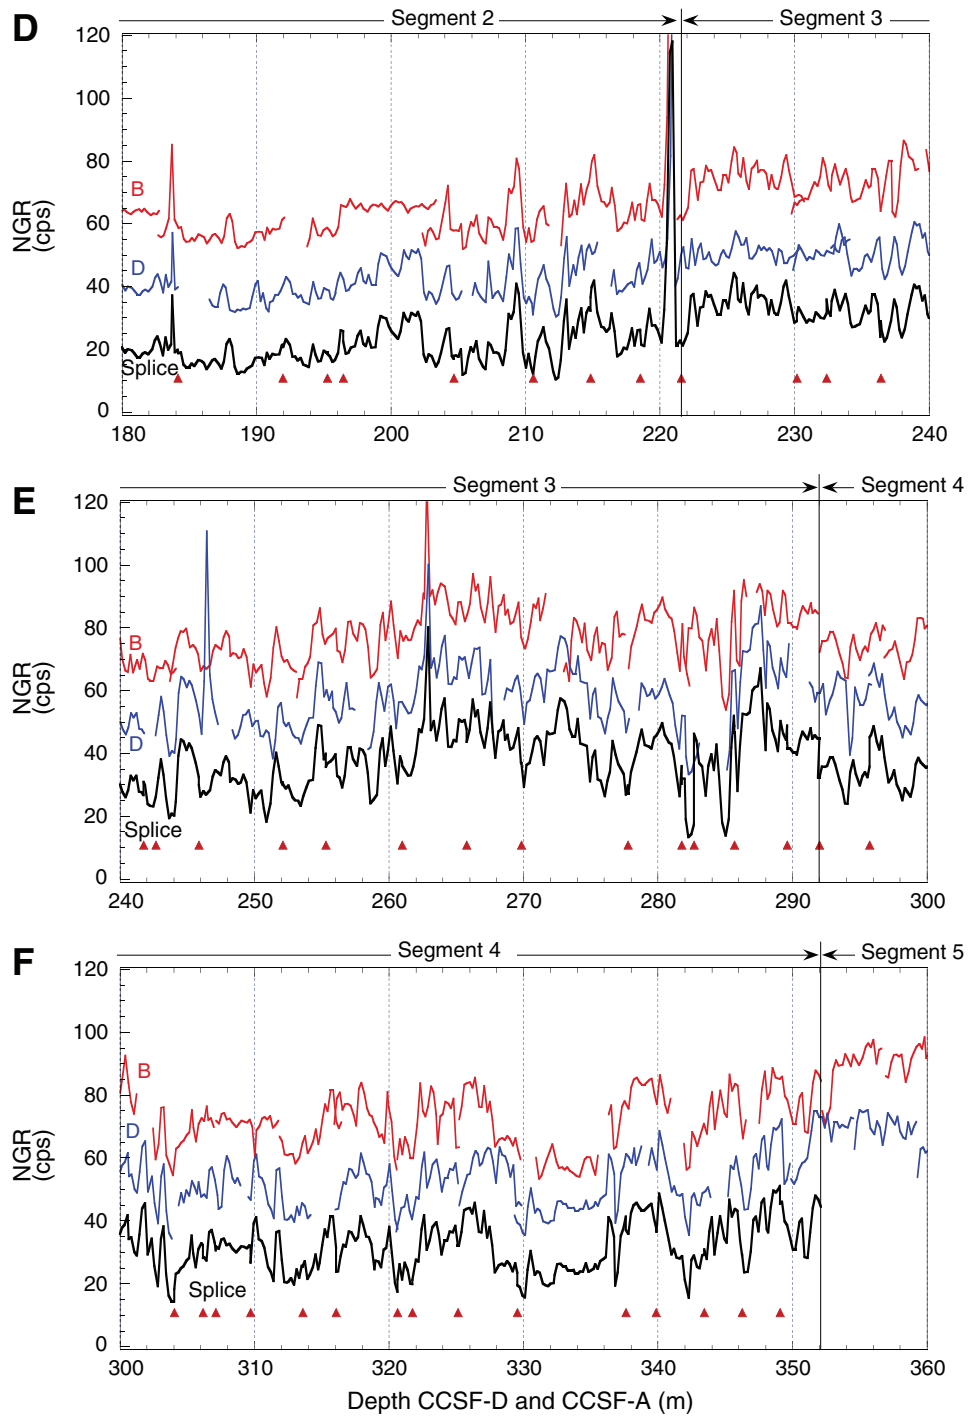 D
Segment 2
Segment 3
120
100
80
60
40
20
0
NGR
(cps)
B
D
Splice
180
190
200
210
220
230
240
E
Segment 3
Segment 4
120
100
80
60
40
20
0
NGR
(cps)
B
D
Splice
240
250
260
270
280
290
300
F
Segment 4
Segment 5
120
100
80
60
40
20
0
NGR
(cps)
B
D
Splice
300
310
320
330
340
350
360
Depth CCSF-D and CCSF-A (m)